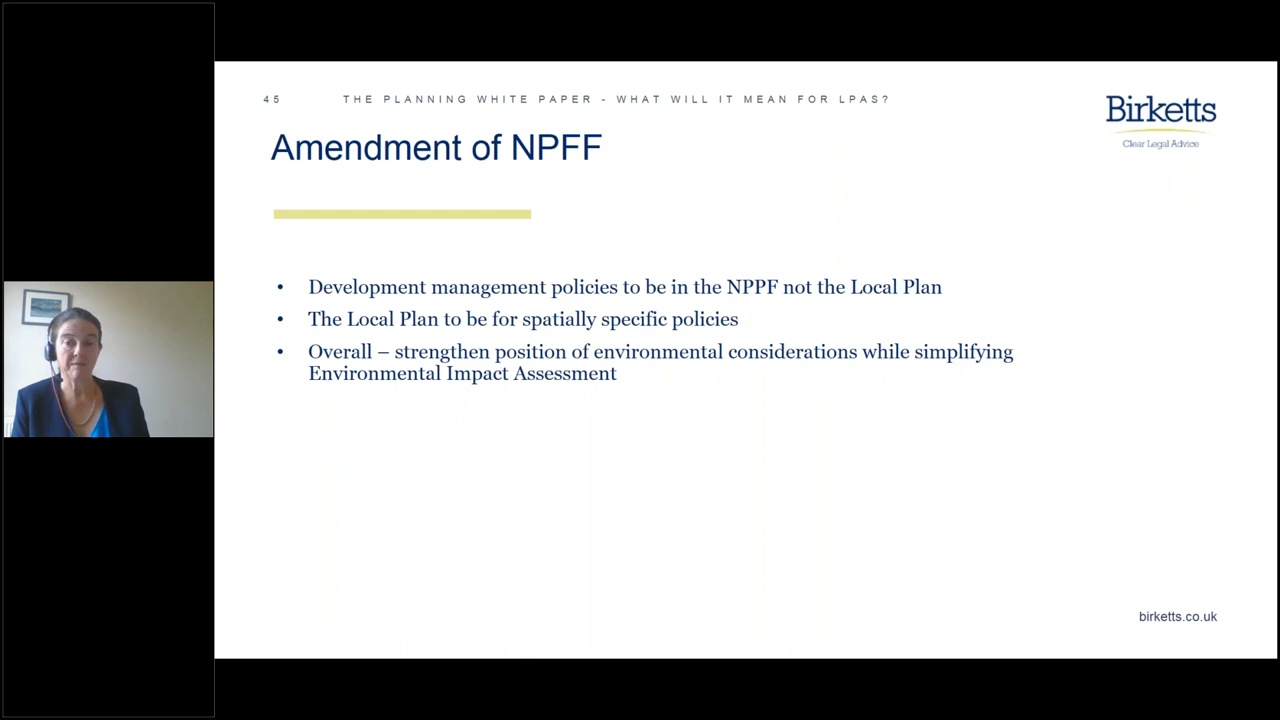 45 THE PLANNING WHITE PAPER - WHAT WILL IT MEAN FOR LPAS?
Birketts
Clear Legal Advice
Amendment of NPFF
• Development management policies to be in the NPPF not the Local Plan
• The Local Plan to be for spatially specific policies
• Overall – strengthen position of environmental considerations while simplifying
Environmental Impact Assessment
birketts.co.uk